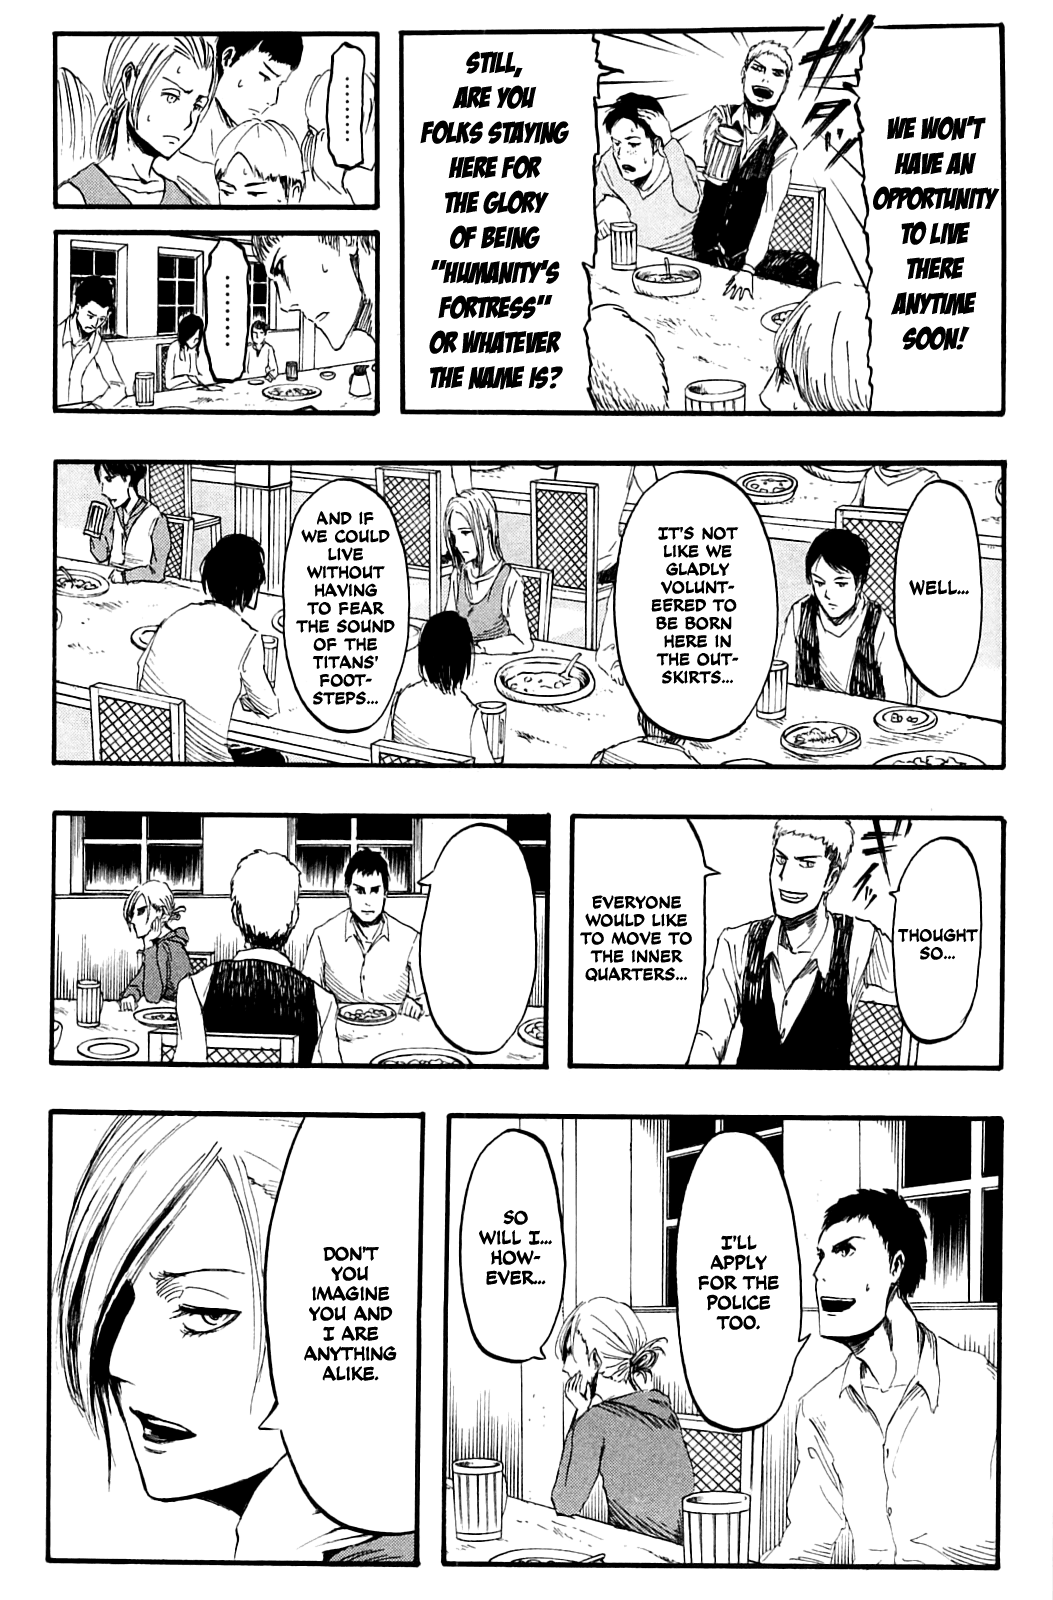 WE WON'T
HAVE AN
OPPORTUNITY
TO LIVE
THERE
ANYTIME
SOON!
STILL,
ARE YOU
FOLKS STAYING
HERE FOR
THE GLORY
OF BEING
"HUMANITY'S
FORTRESS"
OR WHATEVER
THE NAME IS?
.........
.........
WELL...
IT'S NOT
LIKE WE
GLADLY
VOLUNT-
EERED TO
BE BORN
HERE IN
THE OUT-
SKIRTS...
AND IF
WE COULD
LIVE
WITHOUT
HAVING
TO FEAR
THE SOUND
OF THE
TITANS'
FOOT-
STEPS...
THOUGHT
SO...
EVERYONE
WOULD LIKE
TO MOVE TO
THE INNER
QUARTERS...
I'LL
APPLY
FOR THE
POLICE
TOO.
SO
WILL I...
HOW-
EVER...
DON'T
YOU
IMAGINE
YOU AND
I ARE
ANYTHING
ALIKE.